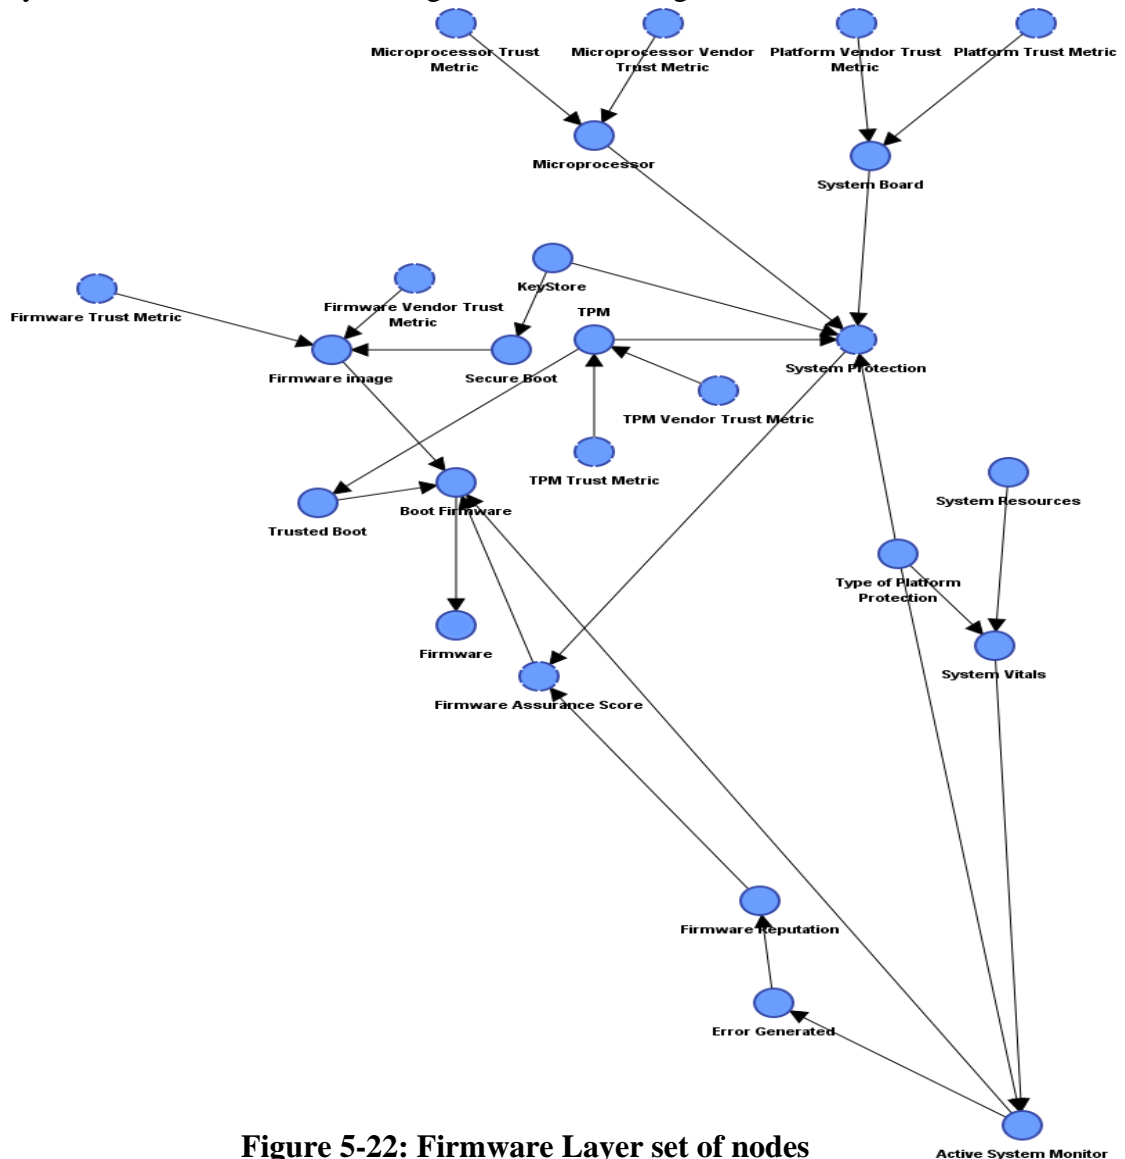 Microprocessor Trust
Metric
Microprocessor Vendor
Trust Metric
Platform Vendor Trust
Metric
Platform Trust Metric
Microprocessor
System Board
KeyStore
Firmware Trust Metric
Firmware Vendor Trust
Metric
TPM
Firmware image
Secure Boot
System Protection
TPM Vendor Trust Metric
TPM Trust Metric
System Resources
Boot Firmware
Trusted Boot
Type of Platform
Protection
Firmware
System Vitals
Firmware Assurance Score
Firmware Reputation
Error Generated
Figure 5-22: Firmware Layer set of nodes
Active System Monitor